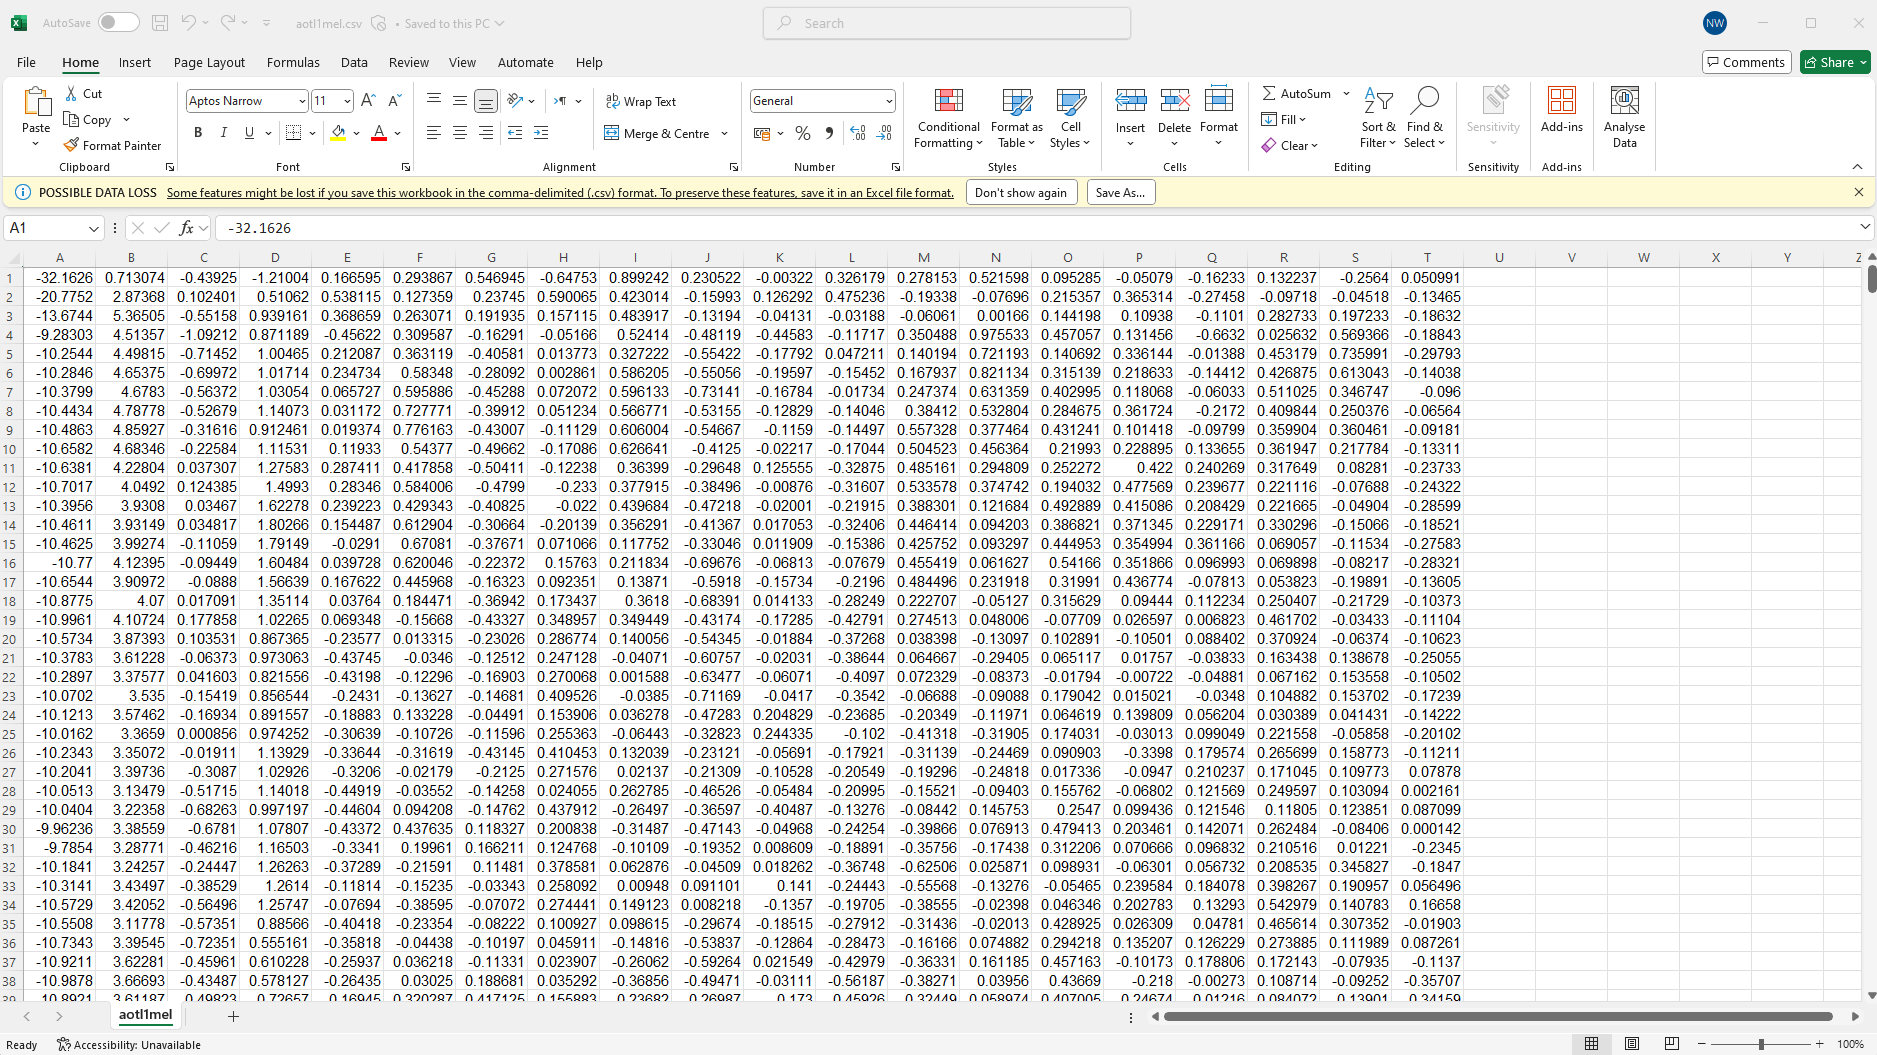 AutoSave aotl1mel.csv • Saved to this PC Search NW
File Home Insert Page Layout Formulas Data Review View Automate Help Comments Share
Paste Cut Copy Format Painter Clipboard
Aptos Narrow 11 A A B I U A Font
Wrap Text Merge & Centre Alignment
General % Number
Conditional Formatting Format as Table Cell Styles Styles
Insert Delete Format Cells
AutoSum Fill Clear Sort & Filter Find & Select Editing
Sensitivity Sensitivity
Add-ins Add-ins
Analyse Data
POSSIBLE DATA LOSS Some features might be lost if you save this workbook in the comma-delimited (.csv) format. To preserve these features, save it in an Excel file format. Don't show again Save As...
A1 fx -32.1626
A B C D E F G H I J K L M N O P Q R S T U V W X Y Z
1 -32.1626 0.713074 -0.43925 -1.21004 0.166595 0.293867 0.546945 -0.64753 0.899242 0.230522 -0.00322 0.326179 0.278153 0.521598 0.095285 -0.05079 -0.16233 0.132237 -0.2564 0.050991
2 -20.7752 2.87368 0.102401 0.51062 0.538115 0.127359 0.23745 0.590065 0.423014 -0.15993 0.126292 0.475236 -0.19338 -0.07696 0.215357 0.365314 -0.27458 -0.09718 -0.04518 -0.13465
3 -13.6744 5.36505 -0.55158 0.939161 0.368659 0.263071 0.191935 0.157115 0.483917 -0.13194 -0.04131 -0.03188 -0.06061 0.00166 0.144198 0.10938 -0.1101 0.282733 0.197233 -0.18632
4 -9.28303 4.51357 -1.09212 0.871189 -0.45622 0.309587 -0.16291 -0.05166 0.52414 -0.48119 -0.44583 -0.11717 0.350488 0.975533 0.457057 0.131456 -0.6632 0.025632 0.569366 -0.18843
5 -10.2544 4.49815 -0.71452 1.00465 0.212087 0.363119 -0.40581 0.013773 0.327222 -0.55422 -0.17792 0.047211 0.140194 0.721193 0.140692 0.336144 -0.01388 0.453179 0.735991 -0.29793
6 -10.2846 4.65375 -0.69972 1.01714 0.234734 0.58348 -0.28092 0.002861 0.586205 -0.55056 -0.19597 -0.15452 0.167937 0.821134 0.315139 0.218633 -0.14412 0.426875 0.613043 -0.14038
7 -10.3799 4.6783 -0.56372 1.03054 0.065727 0.595886 -0.45288 0.072072 0.596133 -0.73141 -0.16784 -0.01734 0.247374 0.631359 0.402995 0.118068 -0.06033 0.511025 0.346747 -0.096
8 -10.4434 4.78778 -0.52679 1.14073 0.031172 0.727771 -0.39912 0.051234 0.566771 -0.53155 -0.12829 -0.14046 0.38412 0.532804 0.284675 0.361724 -0.2172 0.409844 0.250376 -0.06564
9 -10.4863 4.85927 -0.31616 0.912461 0.019374 0.776163 -0.43007 -0.11129 0.606004 -0.54667 -0.1159 -0.14497 0.557328 0.377464 0.431241 0.101418 -0.09799 0.359904 0.360461 -0.09181
10 -10.6582 4.68346 -0.22584 1.11531 0.11933 0.54377 -0.49662 -0.17086 0.626641 -0.4125 -0.02217 -0.17044 0.504523 0.456364 0.21993 0.228895 0.133655 0.361947 0.217784 -0.13311
11 -10.6381 4.22804 0.037307 1.27583 0.287411 0.417858 -0.50411 -0.12238 0.36399 -0.29648 0.125555 -0.32875 0.485161 0.294809 0.252272 0.422 0.240269 0.317649 0.08281 -0.23733
12 -10.7017 4.0492 0.124385 1.4993 0.28346 0.584006 -0.4799 -0.233 0.377915 -0.38496 -0.00876 -0.31607 0.533578 0.374742 0.194032 0.477569 0.239677 0.221116 -0.07688 -0.24322
13 -10.3956 3.9308 0.03467 1.62278 0.239223 0.429343 -0.40825 -0.022 0.439684 -0.47218 -0.02001 -0.21915 0.388301 0.121684 0.492889 0.415086 0.208429 0.221665 -0.04904 -0.28599
14 -10.4611 3.93149 0.034817 1.80266 0.154487 0.612904 -0.30664 -0.20139 0.356291 -0.41367 0.017053 -0.32406 0.446414 0.094203 0.386821 0.371345 0.229171 0.330296 -0.15066 -0.18521
15 -10.4625 3.99274 -0.11059 1.79149 -0.0291 0.67081 -0.37671 0.071066 0.117752 -0.33046 0.011909 -0.15386 0.425752 0.093297 0.444953 0.354994 0.361166 0.069057 -0.11534 -0.27583
16 -10.77 4.12395 -0.09449 1.60484 0.039728 0.620046 -0.22372 0.15763 0.211834 -0.69676 -0.06813 -0.07679 0.455419 0.061627 0.54166 0.351866 0.096993 0.069898 -0.08217 -0.28321
17 -10.6544 3.90972 -0.0888 1.56639 0.167622 0.445968 -0.16323 0.092351 0.13871 -0.5918 -0.15734 -0.2196 0.484496 0.231918 0.31991 0.436774 -0.07813 0.053823 -0.19891 -0.13605
18 -10.8775 4.07 0.017091 1.35114 0.03764 0.184471 -0.36942 0.173437 0.3618 -0.68391 0.014133 -0.28249 0.222707 -0.05127 0.315629 0.09444 0.112234 0.250407 -0.21729 -0.10373
19 -10.9961 4.10724 0.177858 1.02265 0.069348 -0.15668 -0.43327 0.348957 0.349449 -0.43174 -0.17285 -0.42791 0.274513 0.048006 -0.07709 0.026597 0.006823 0.461702 -0.03433 -0.11104
20 -10.5734 3.87393 0.103531 0.867365 -0.23577 0.013315 -0.23026 0.286774 0.140056 -0.54345 -0.01884 -0.37268 0.038398 -0.13097 0.102891 -0.10501 0.088402 0.370924 -0.06374 -0.10623
21 -10.3783 3.61228 -0.06373 0.973063 -0.43745 -0.0346 -0.12512 0.247128 -0.04071 -0.60757 -0.02031 -0.38644 0.064667 -0.29405 0.065117 0.01757 -0.03833 0.163438 0.138678 -0.25055
22 -10.2897 3.37577 0.041603 0.821556 -0.43198 -0.12296 -0.16903 0.270068 0.001588 -0.63477 -0.06071 -0.4097 0.072329 -0.08373 -0.01794 -0.00722 -0.04881 0.067162 0.153558 -0.10502
23 -10.0702 3.535 -0.15419 0.856544 -0.2431 -0.13627 -0.14681 0.409526 -0.0385 -0.71169 -0.0417 -0.3542 -0.06688 -0.09088 0.179042 0.015021 -0.0348 0.104882 0.153702 -0.17239
24 -10.1213 3.57462 -0.16934 0.891557 -0.18883 0.133228 -0.04491 0.153906 0.036278 -0.47283 0.204829 -0.23685 -0.20349 -0.11971 0.064619 0.139809 0.056204 0.030389 0.041431 -0.14222
25 -10.0162 3.3659 0.000856 0.974252 -0.30639 -0.10726 -0.11596 0.255363 -0.06443 -0.32823 0.244335 -0.102 -0.41318 -0.31905 0.174031 -0.03013 0.099049 0.221558 -0.05858 -0.20102
26 -10.2343 3.35072 -0.01911 1.13929 -0.33644 -0.31619 -0.43145 0.410453 0.132039 -0.23121 -0.05691 -0.17921 -0.31139 -0.24469 0.090903 -0.3398 0.179574 0.265699 0.158773 -0.11211
27 -10.2041 3.39736 -0.3087 1.02926 -0.3206 -0.02179 -0.2125 0.271576 0.02137 -0.21309 -0.10528 -0.20549 -0.19296 -0.24818 0.017336 -0.0947 0.210237 0.171045 0.109773 0.07878
28 -10.0513 3.13479 -0.51715 1.14018 -0.44919 -0.03552 -0.14258 0.024055 0.262785 -0.46526 -0.05484 -0.20995 -0.15521 -0.09403 0.155762 -0.06802 0.121569 0.249597 0.103094 0.002161
29 -10.0404 3.22358 -0.68263 0.997197 -0.44604 0.094208 -0.14762 0.437912 -0.26497 -0.36597 -0.40487 -0.13276 -0.08442 0.145753 0.2547 0.099436 0.121546 0.11805 0.123851 0.087099
30 -9.96236 3.38559 -0.6781 1.07807 -0.43372 0.437635 0.118327 0.200838 -0.31487 -0.47143 -0.04968 -0.24254 -0.39866 0.076913 0.479413 0.203461 0.142071 0.262484 -0.08406 0.000142
31 -9.7854 3.28771 -0.46216 1.16503 -0.3341 0.19961 0.166211 0.124768 -0.10109 -0.19352 0.008609 -0.18891 -0.35756 -0.17438 0.312206 0.070666 0.096832 0.210516 0.01221 -0.2345
32 -10.1841 3.24257 -0.24447 1.26263 -0.37289 -0.21591 0.11481 0.378581 0.062876 -0.04509 0.018262 -0.36748 -0.62506 0.025871 0.098931 -0.06301 0.056732 0.208535 0.345827 -0.1847
33 -10.3141 3.43497 -0.38529 1.2614 -0.11814 -0.15235 -0.03343 0.258092 0.00948 0.091101 0.141 -0.24443 -0.55568 -0.13276 -0.05465 0.239584 0.184078 0.398267 0.190957 0.056496
34 -10.5729 3.42052 -0.56496 1.25747 -0.07694 -0.38595 -0.07072 0.274441 0.149123 0.008218 -0.1357 -0.19705 -0.38555 -0.02398 0.046346 0.202783 0.13293 0.542979 0.140783 0.16658
35 -10.5508 3.11778 -0.57351 0.88566 -0.40418 -0.23354 -0.08222 0.100927 0.098615 -0.29674 -0.18515 -0.27912 -0.31436 -0.02013 0.428925 0.026309 0.04781 0.465614 0.307352 -0.01903
36 -10.7343 3.39545 -0.72351 0.555161 -0.35818 -0.04438 -0.10197 0.045911 -0.14816 -0.53837 -0.12864 -0.28473 -0.16166 0.074882 0.294218 0.135207 0.126229 0.273885 0.111989 0.087261
37 -10.9211 3.62281 -0.45961 0.610228 -0.25937 0.036218 -0.11331 0.023907 -0.26062 -0.59264 0.021549 -0.42979 -0.36331 0.161185 0.457163 -0.10173 0.178806 0.172143 -0.07935 -0.1137
38 -10.9878 3.66693 -0.43487 0.578127 -0.26435 0.03025 0.188681 0.035292 -0.36856 -0.49471 -0.03111 -0.56187 -0.38271 0.03956 0.43669 -0.218 -0.00273 0.108714 -0.09252 -0.35707
aotl1mel
Ready Accessibility: Unavailable 100%